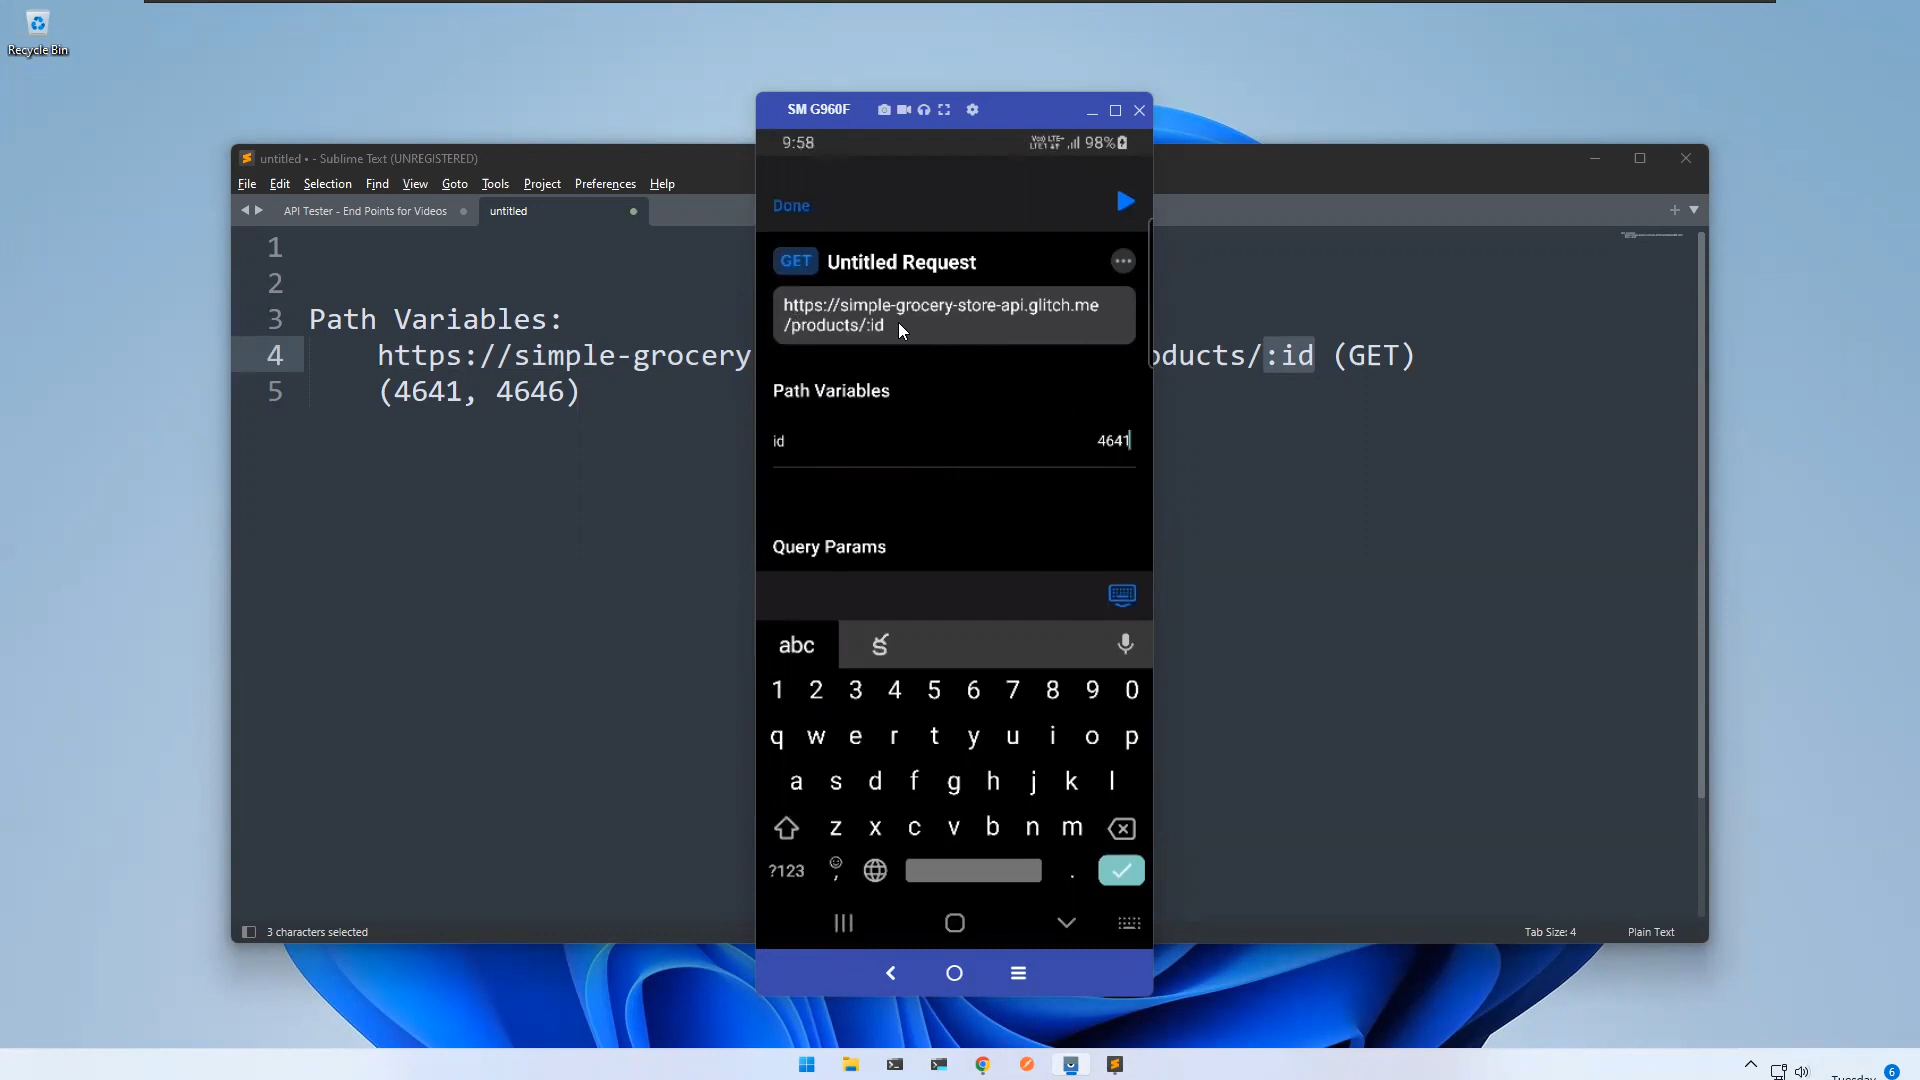 Recycle Bin
untitled • - Sublime Text (UNREGISTERED)
File Edit Selection Find View Goto Tools Project Preferences Help
API Tester - End Points for Videos
untitled
1
2
3 Path Variables:
4 https://simple-grocery
oducts/:id (GET)
5 (4641, 4646)
3 characters selected
Tab Size: 4
Plain Text
SM G960F
9:58
98%
Done
GET Untitled Request
https://simple-grocery-store-api.glitch.me
/products/:id
Path Variables
id 4641
Query Params
abc క
1 2 3 4 5 6 7 8 9 0
q w e r t y u i o p
a s d f g h j k l
z x c v b n m
?123 , .
6